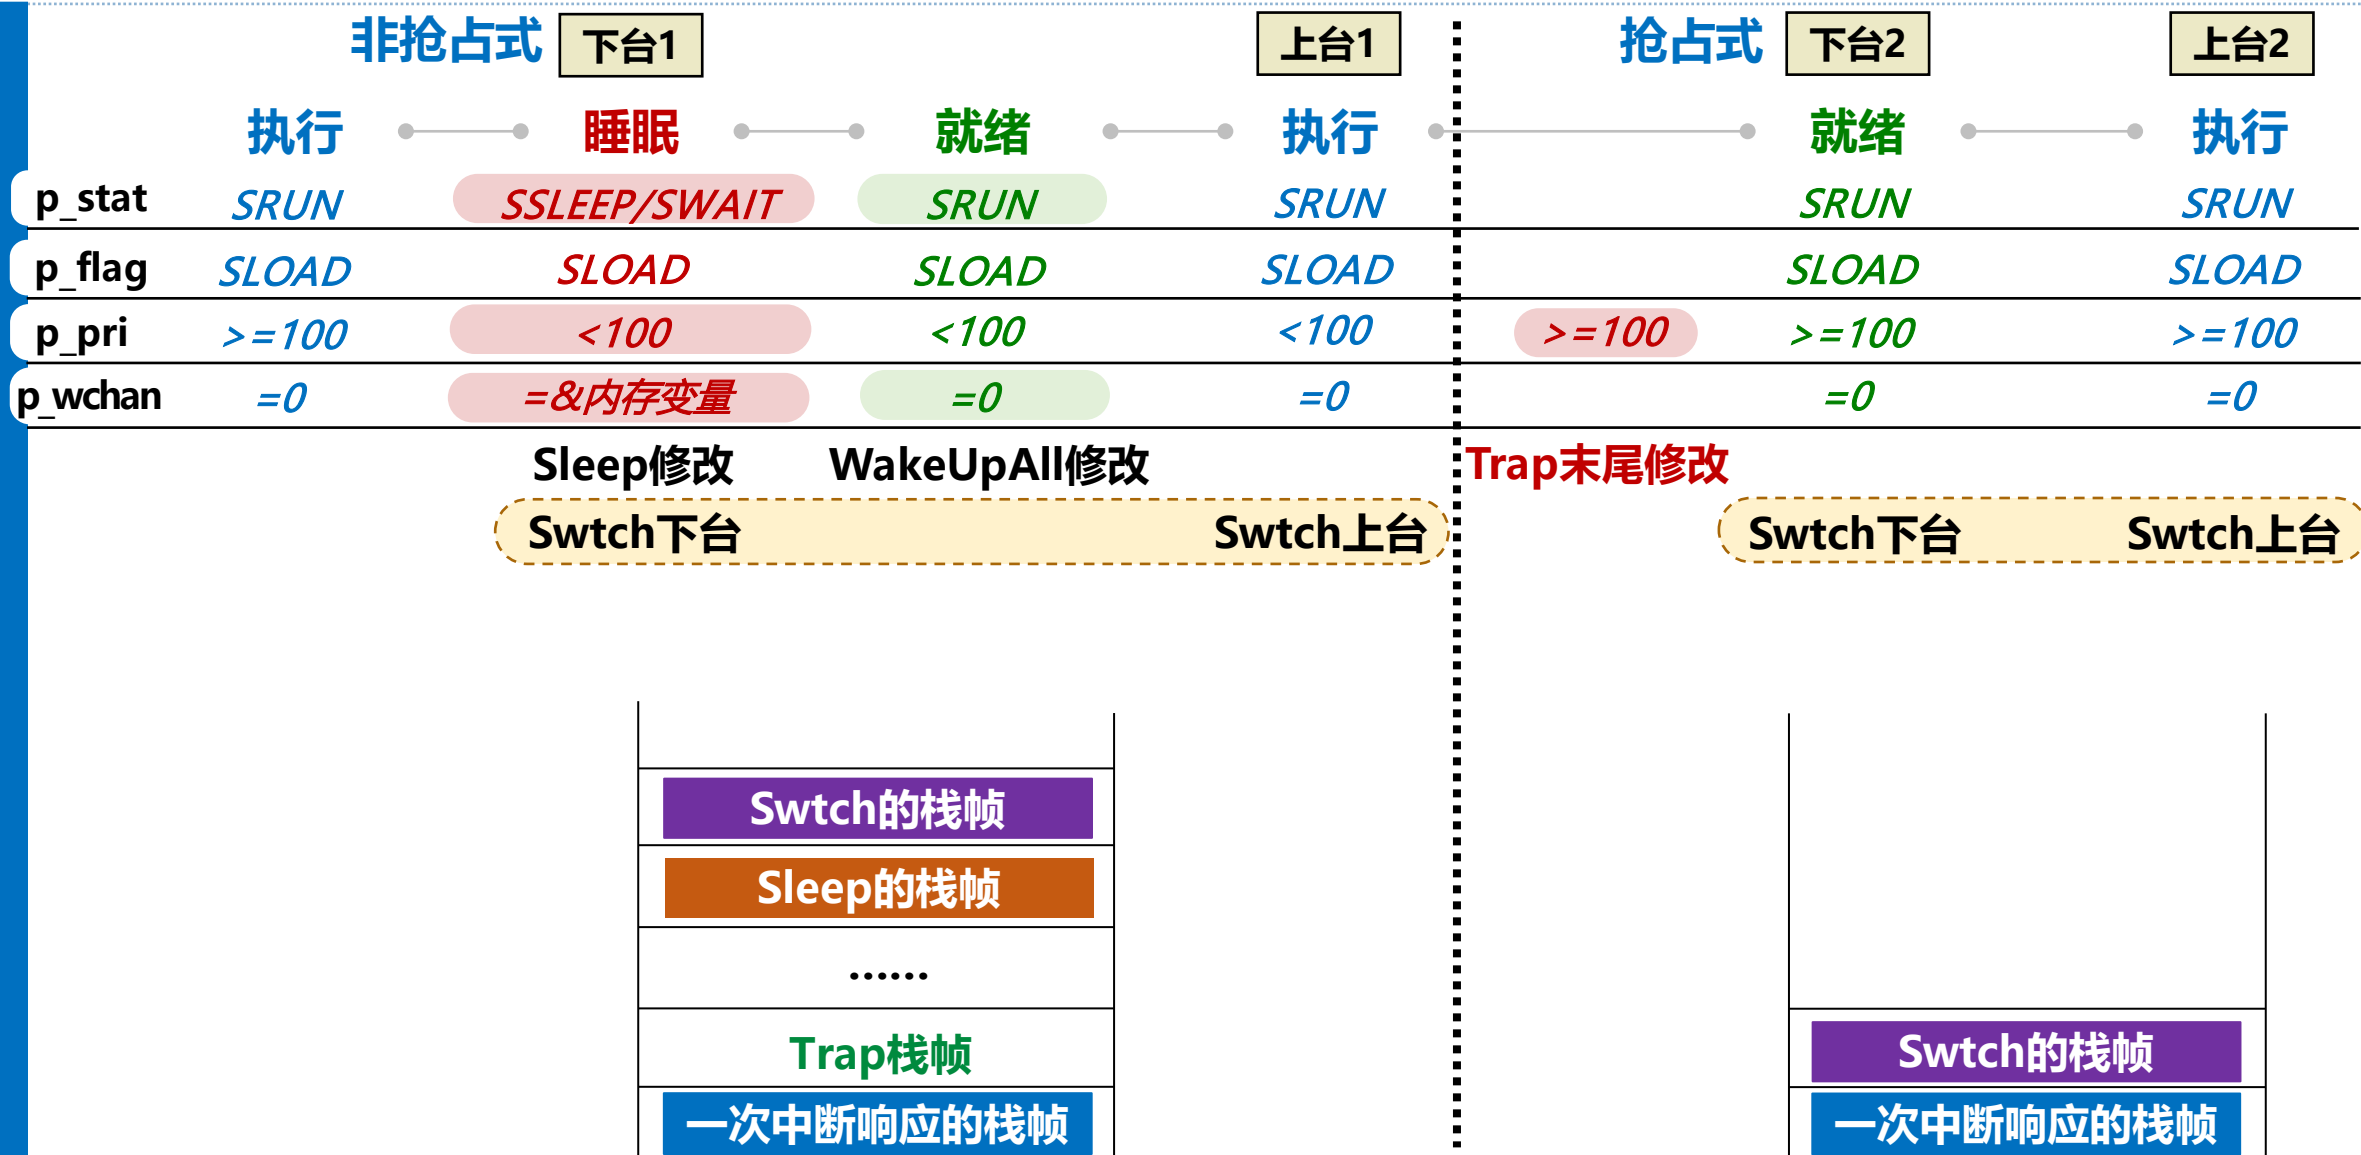 非抢占式 下台1 上台1 抢占式 下台2 上台2
执行 睡眠 就绪 执行 就绪 执行
p_stat SRUN SSLEEP/SWAIT SRUN SRUN SRUN SRUN
p_flag SLOAD SLOAD SLOAD SLOAD SLOAD SLOAD
p_pri >=100 <100 <100 <100 >=100 >=100 >=100
p_wchan =0 =&内存变量 =0 =0 =0 =0
Sleep修改 WakeUpAll修改 Trap末尾修改
Swtch下台 Swtch上台 Swtch下台 Swtch上台
Swtch的栈帧
Sleep的栈帧
......
Trap栈帧 Swtch的栈帧
一次中断响应的栈帧 一次中断响应的栈帧